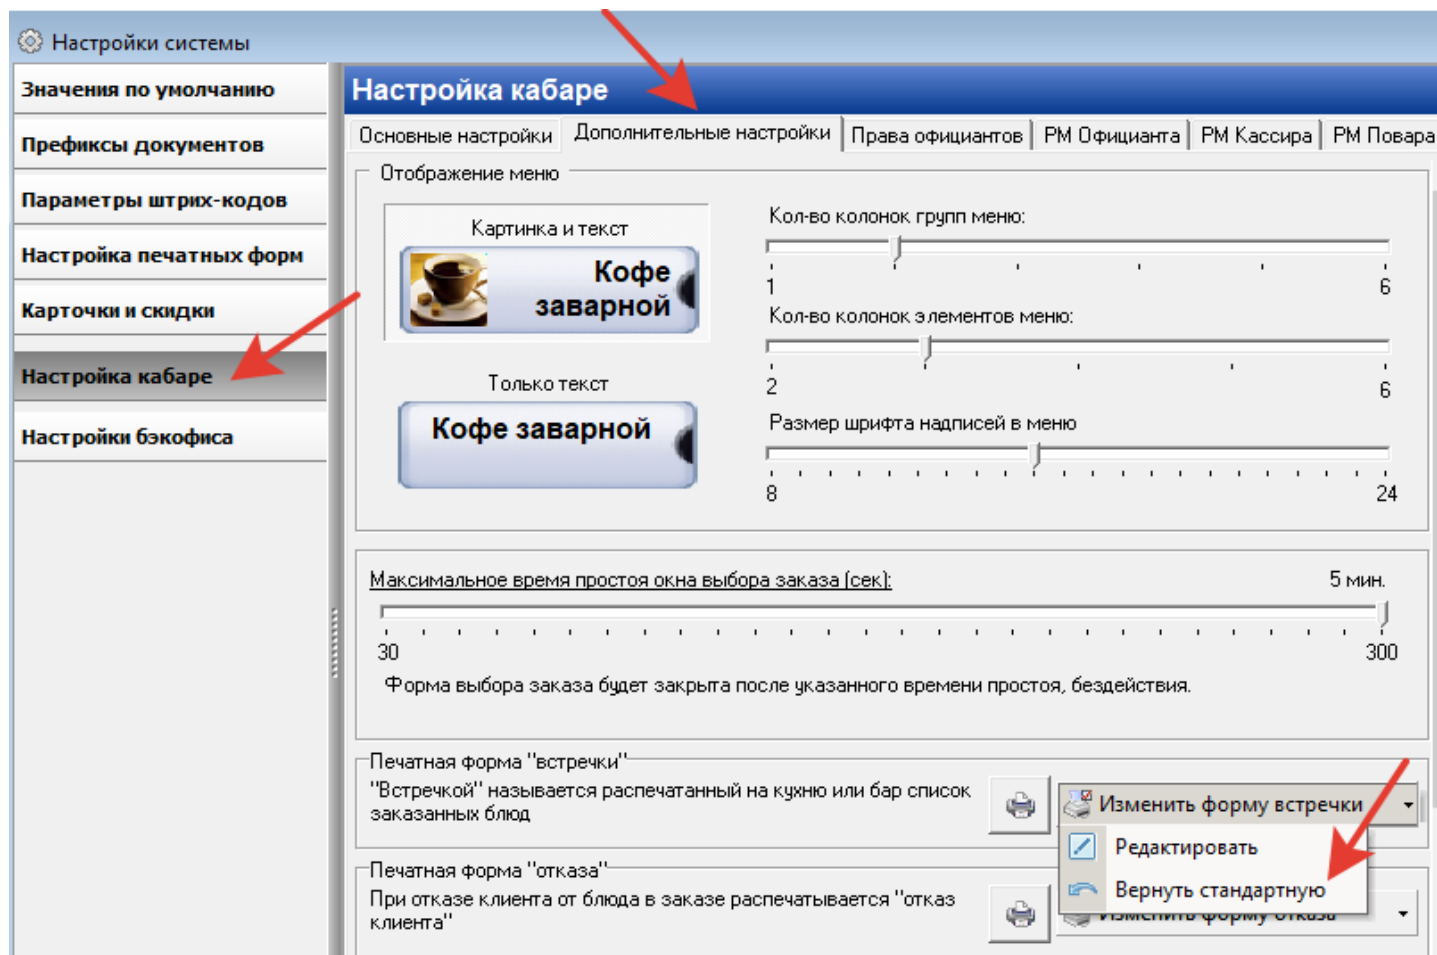 Настройки системы
Значения по умолчанию
Префиксы документов
Параметры штрих-кодов
Настройка печатных форм
Карточки и скидки
Настройка кабаре
Настройки бэкофиса
Настройка кабаре
Основные настройки
Дополнительные настройки
Права официантов
РМ Официанта
РМ Кассира
РМ Повара
Отображение меню
Картинка и текст
Кофе
заварной
Только текст
Кофе заварной
Кол-во колонок групп меню:
1
6
Кол-во колонок элементов меню:
2
6
Размер шрифта надписей в меню
8
24
Максимальное время простоя окна выбора заказа (сек):
5 мин.
30
300
Форма выбора заказа будет закрыта после указанного времени простоя, бездействия.
Печатная форма "встречки"
"Встречкой" называется распечатанный на кухню или бар список
заказанных блюд
Изменить форму встречки
Редактировать
Вернуть стандартную
Печатная форма "отказа"
При отказе клиента от блюда в заказе распечатывается "отказ
клиента"
Изменить форму отказа